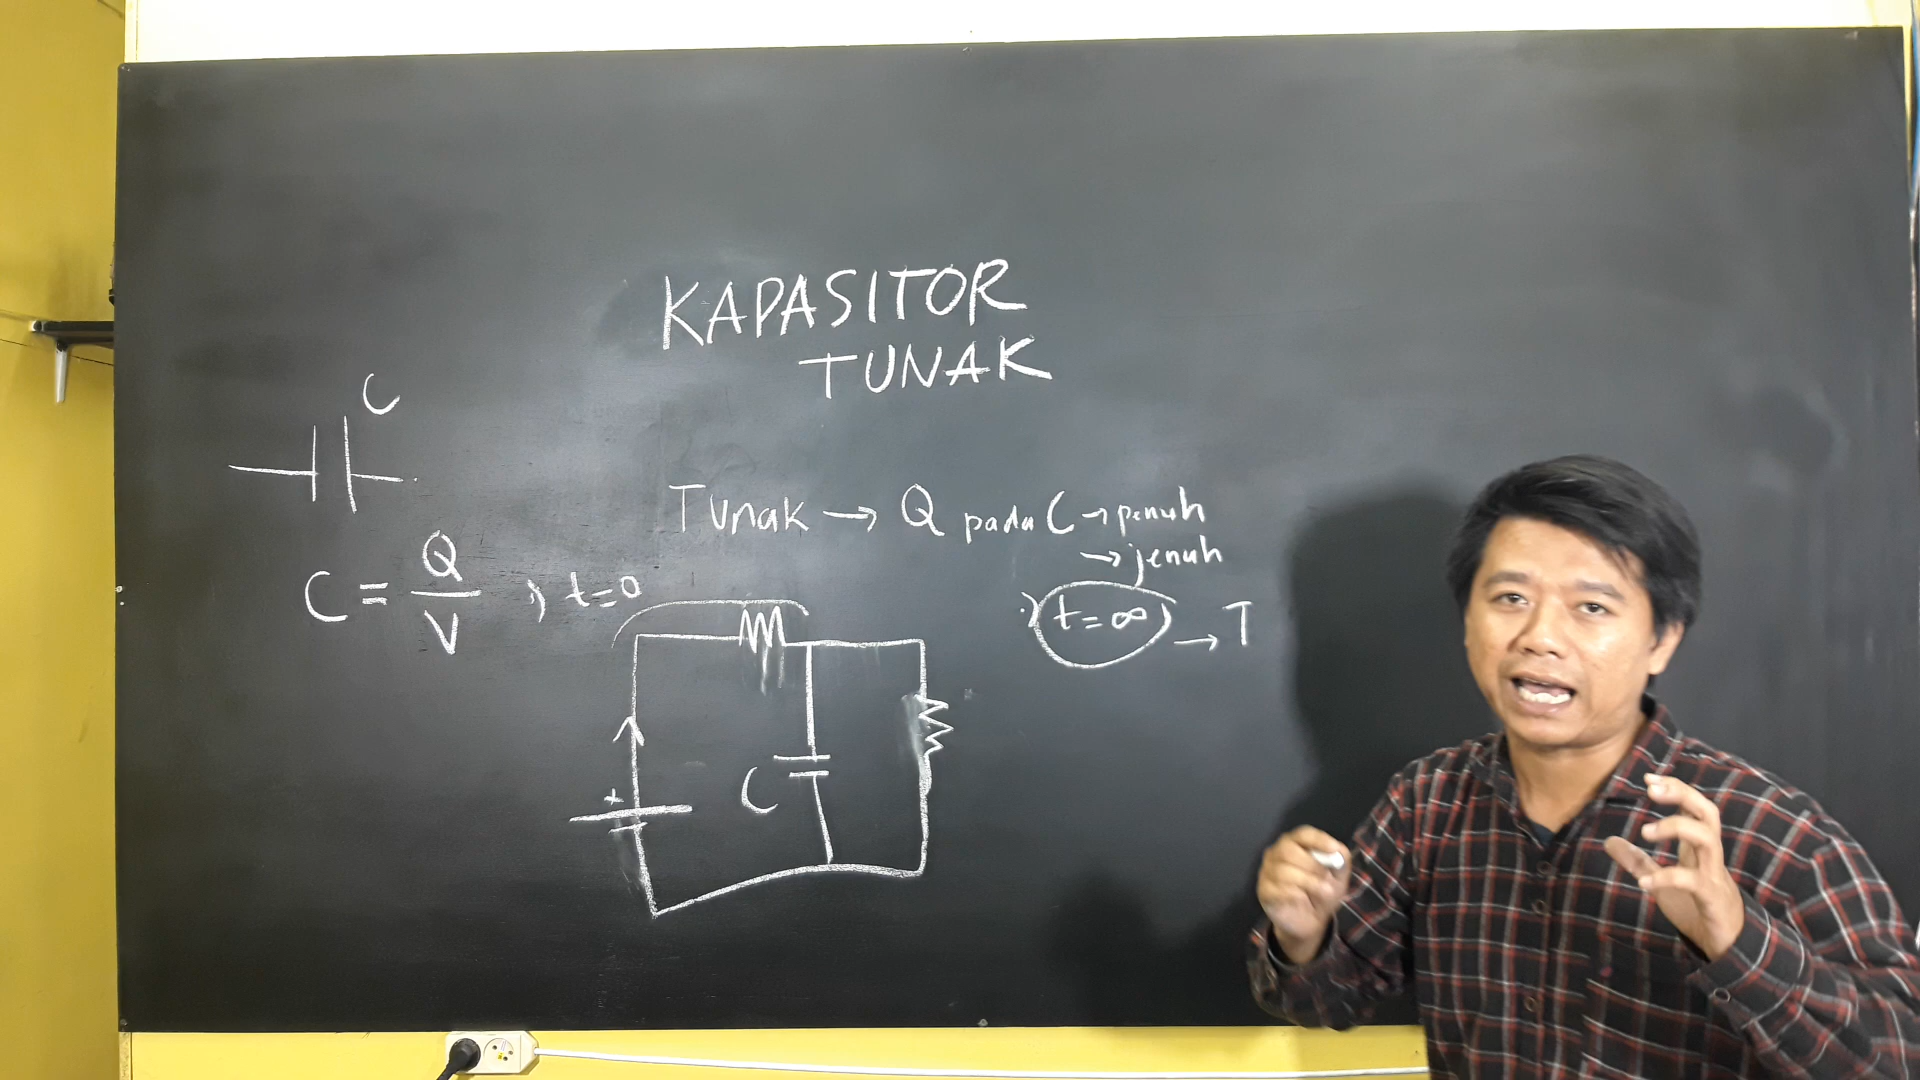 KAPASITOR
TUNAK
C
Tunak → Q pada C → penuh
→ jenuh
C = Q/V
•) t=0
•) t=∞ → T
+
C